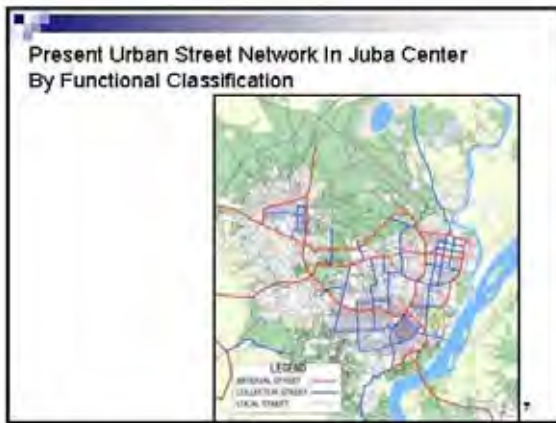 Present Urban Street Network In Juba Center
By Functional Classification
LEGEND
ARTERIAL STREET
COLLECTOR STREET
LOCAL STREET
7